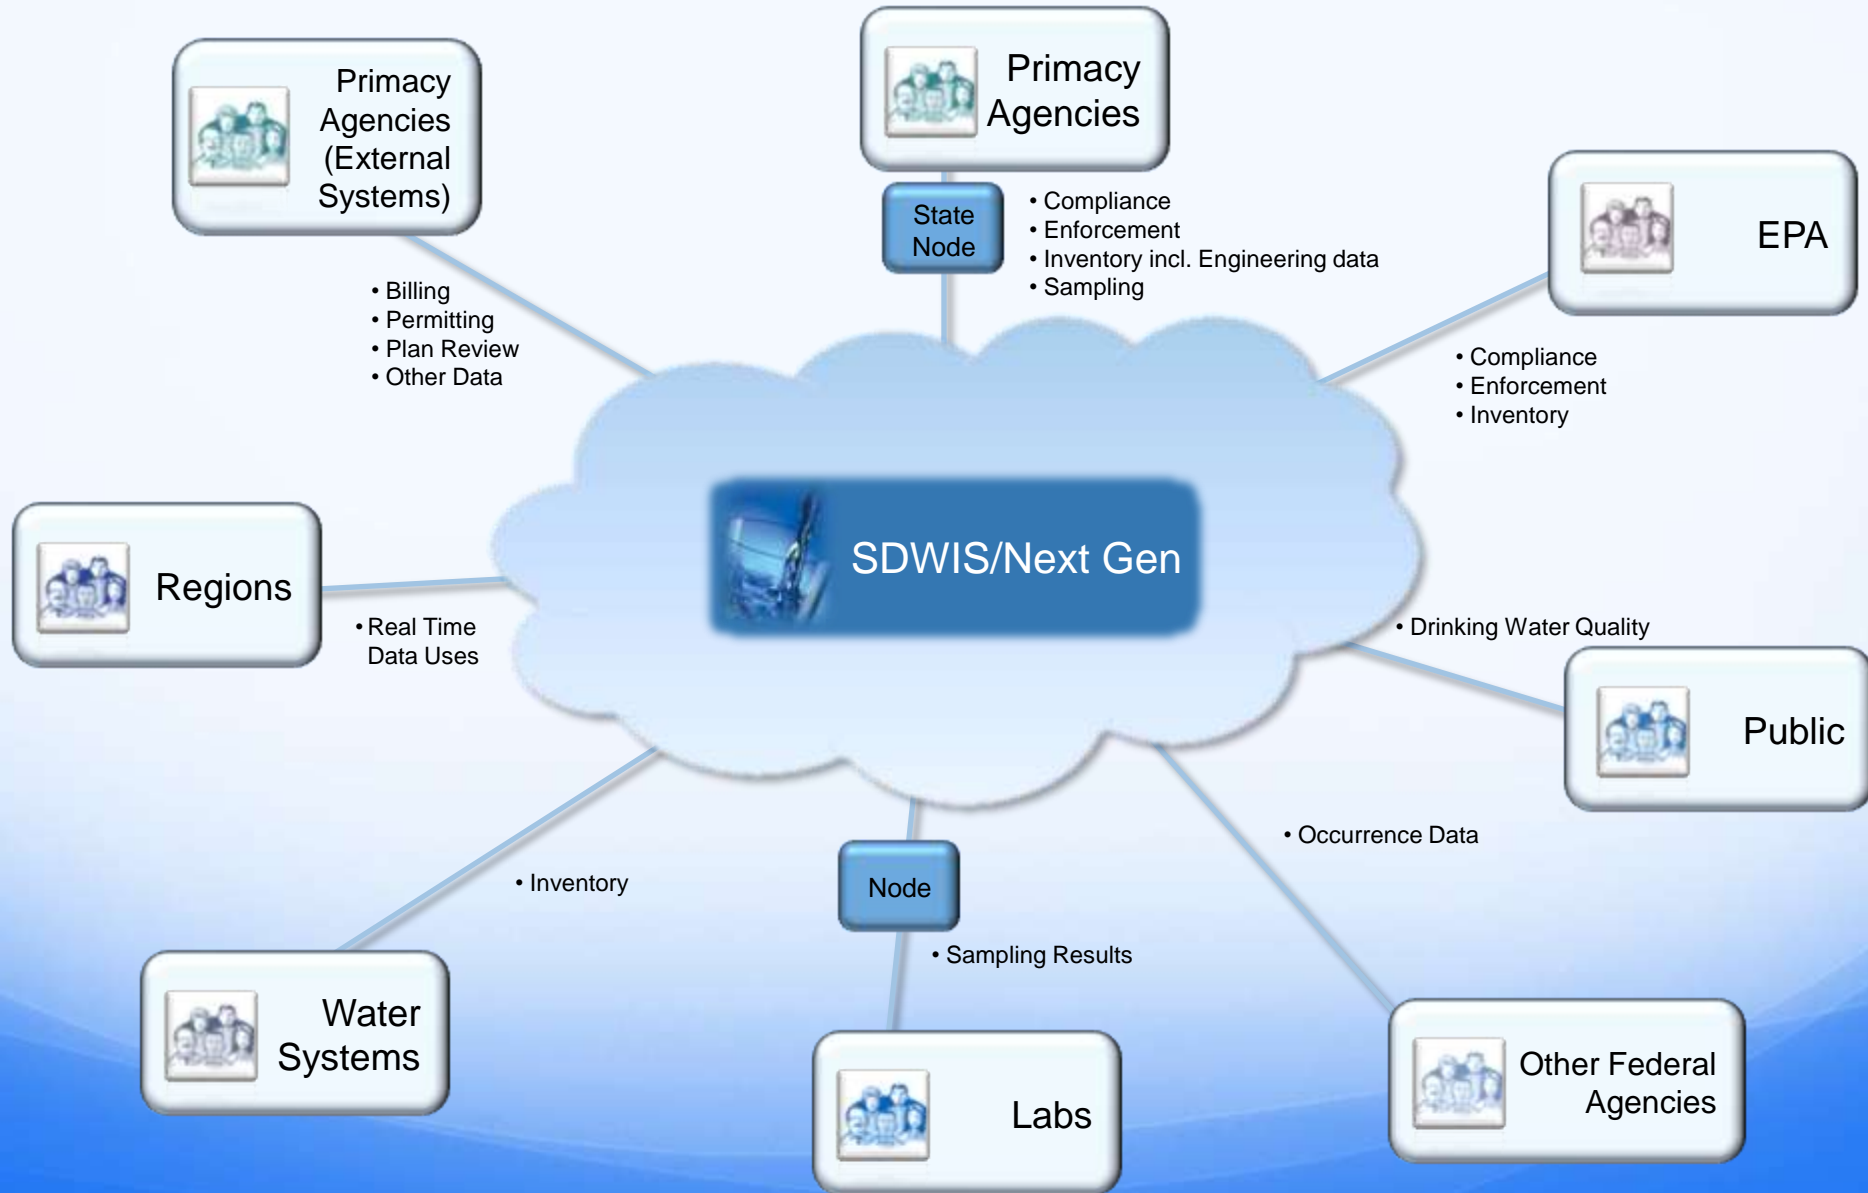 Primacy
Agencies
(External
Systems)
Primacy
Agencies
EPA
State
Node
• Compliance
• Enforcement
• Inventory incl. Engineering data
• Sampling
• Billing
• Permitting
• Plan Review
• Other Data
• Compliance
• Enforcement
• Inventory
SDWIS/Next Gen
Regions
• Real Time
Data Uses
• Drinking Water Quality
Public
• Occurrence Data
• Inventory
Node
• Sampling Results
Water
Systems
Labs
Other Federal
Agencies